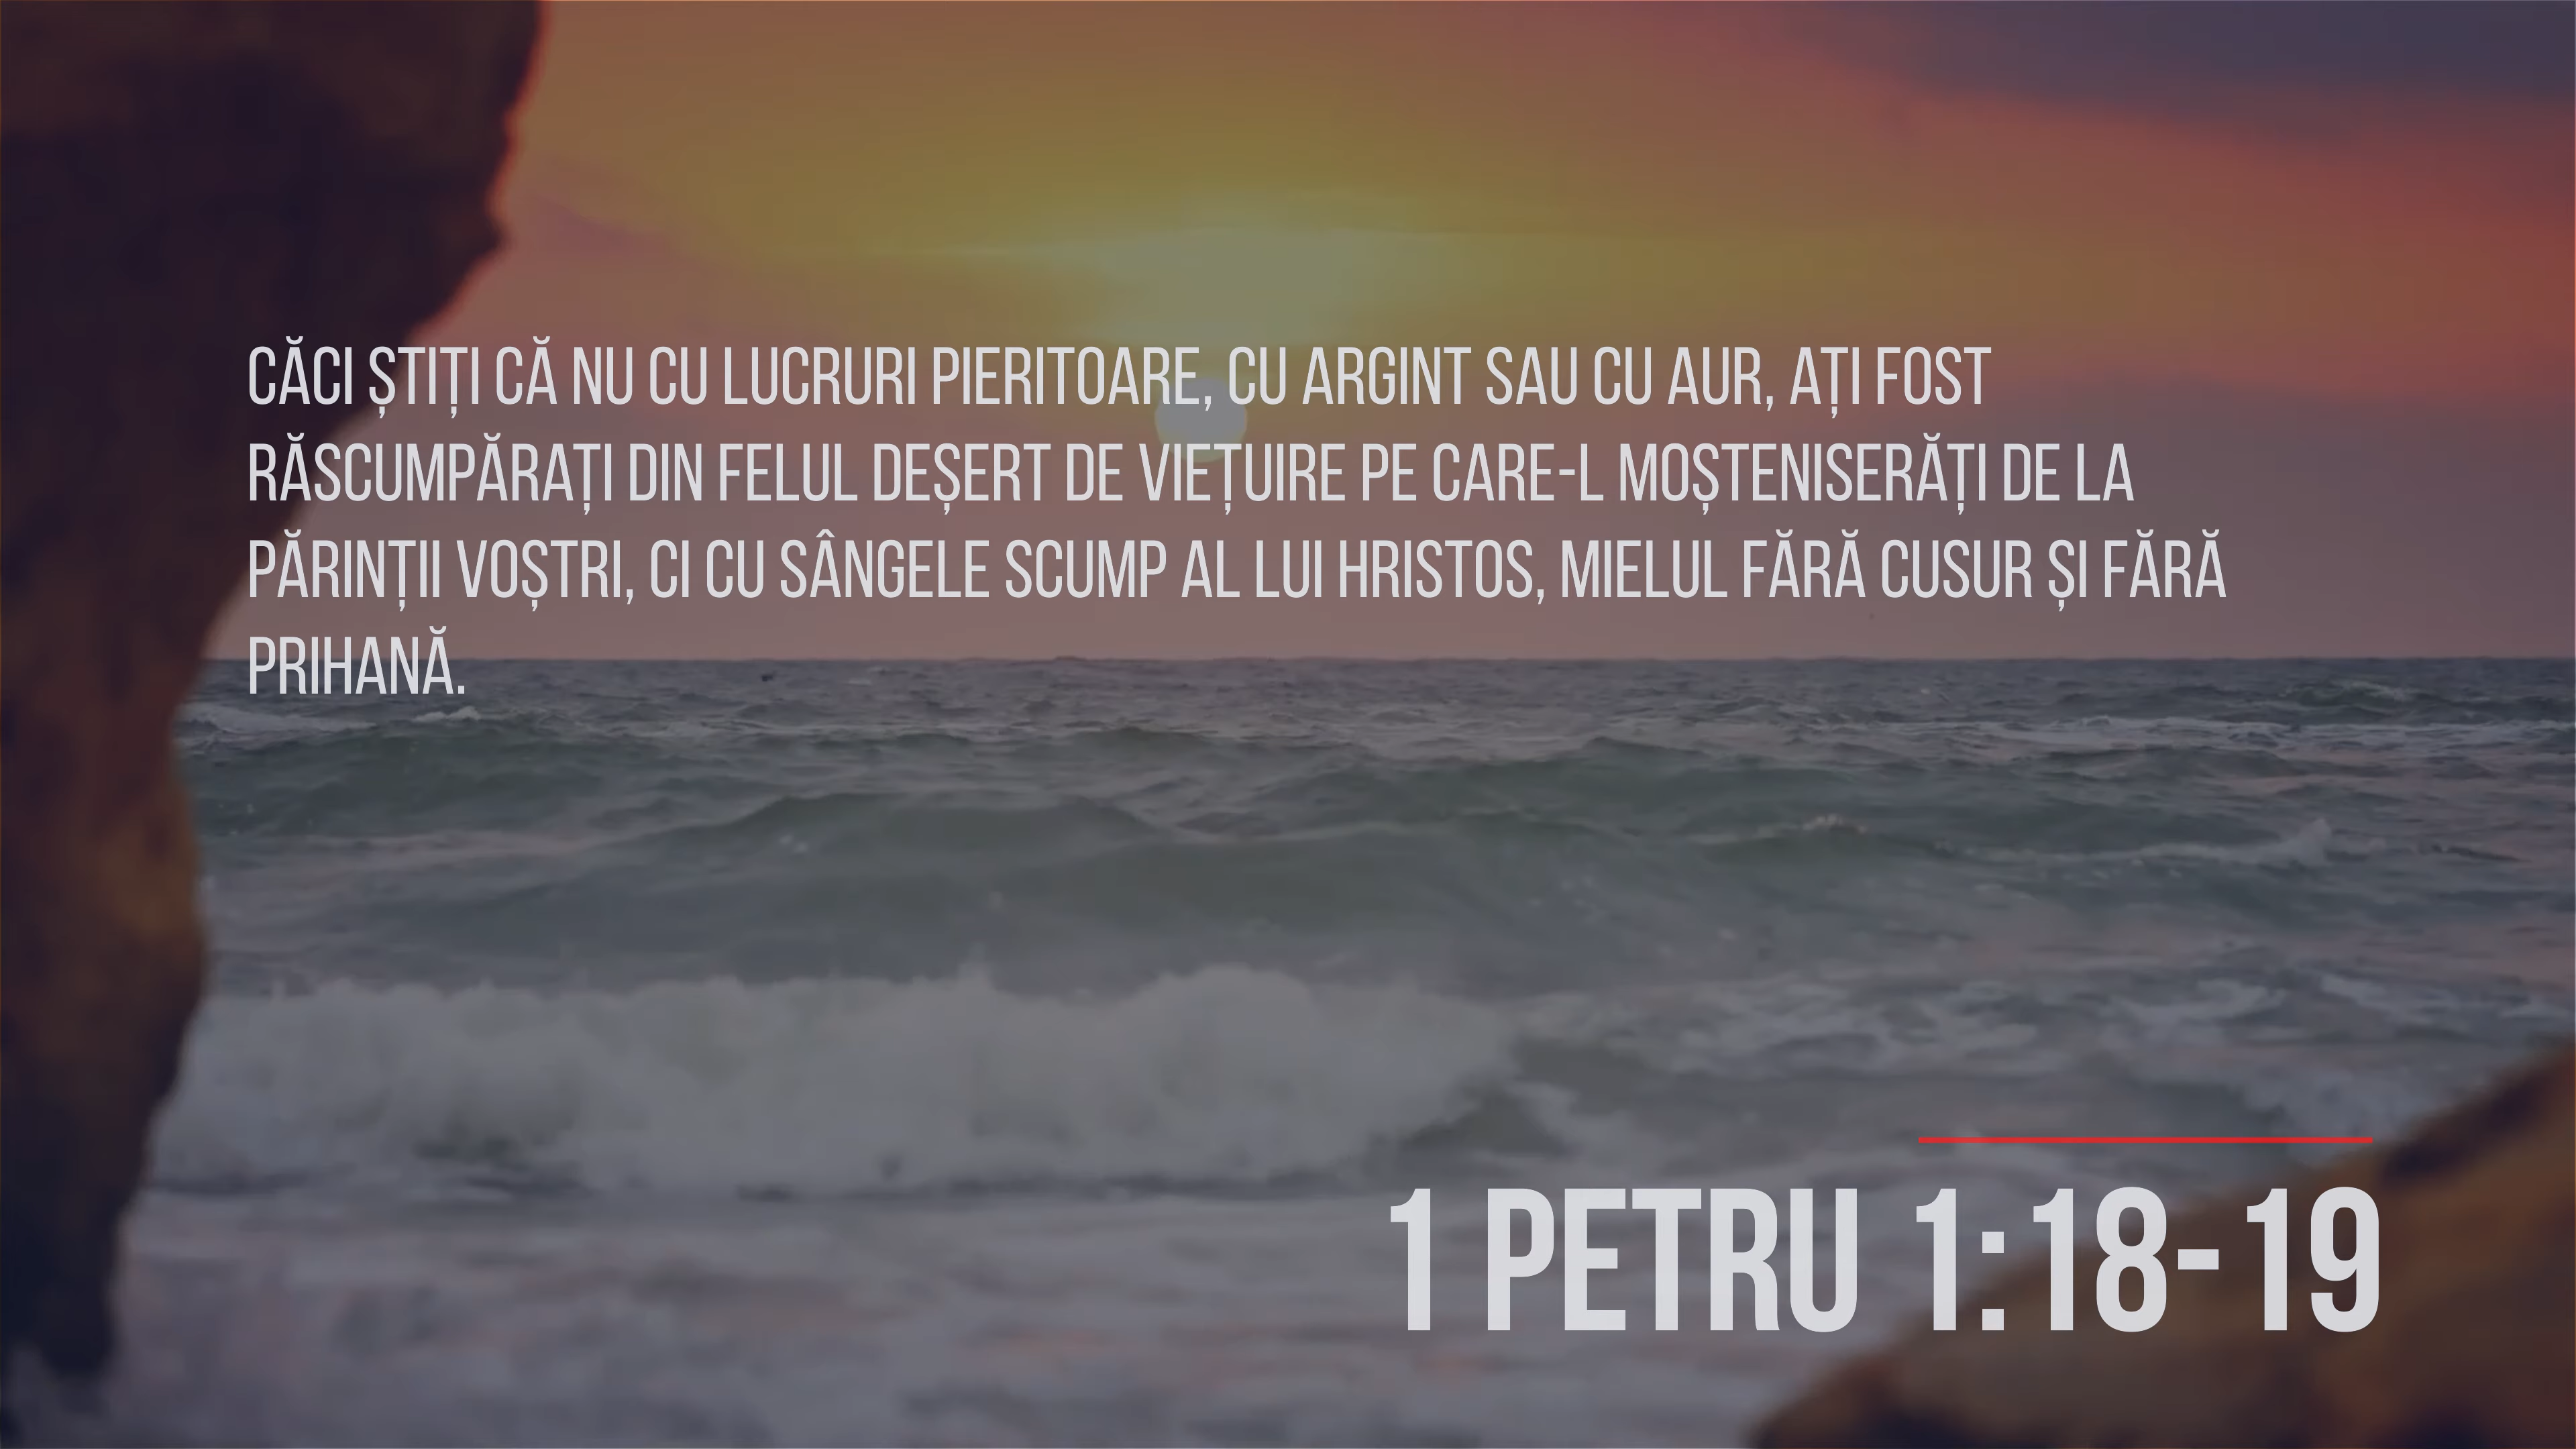 CĂCI ȘTIȚI CĂ NU CU LUCRURI PIERITOARE, CU ARGINT SAU CU AUR, AȚI FOST
RĂSCUMPĂRAȚI DIN FELUL DEȘERT DE VIEȚUIRE PE CARE-L MOȘTENISERĂȚI DE LA
PĂRINȚII VOȘTRI, CI CU SÂNGELE SCUMP AL LUI HRISTOS, MIELUL FĂRĂ CUSUR ȘI FĂRĂ
PRIHANĂ.
1 PETRU 1:18-19